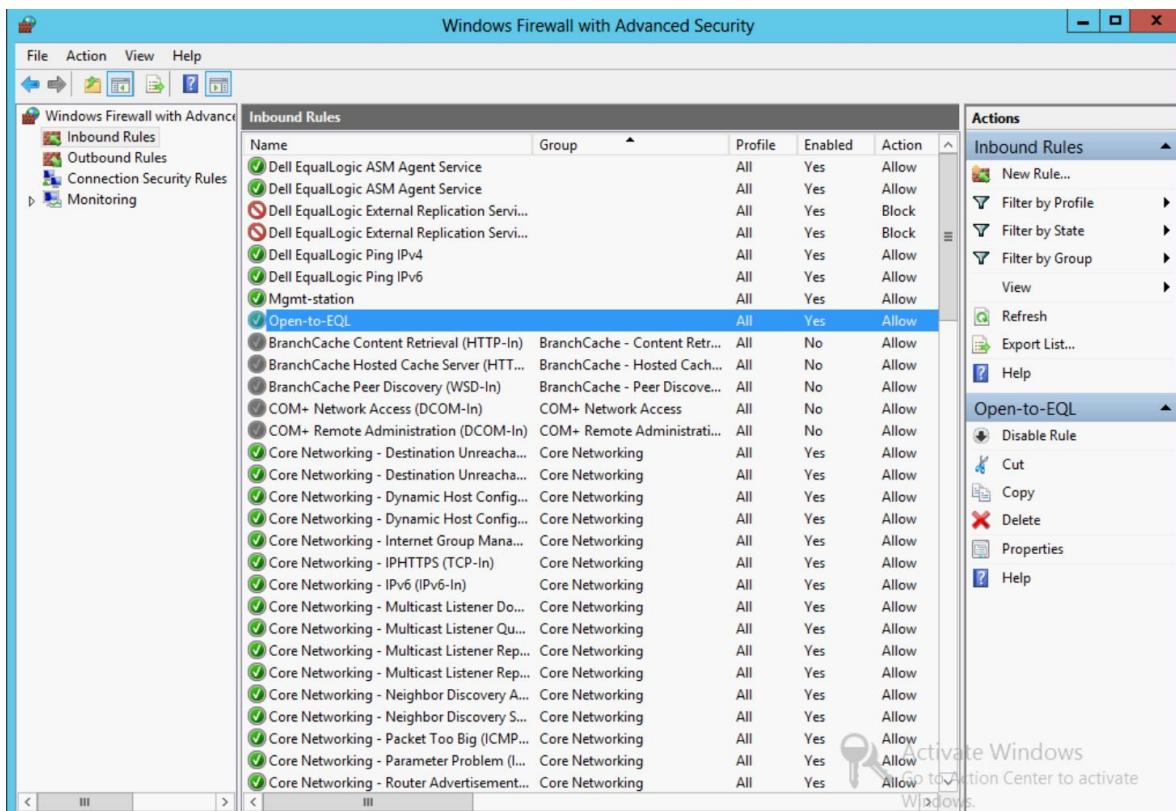 Windows Firewall with Advanced Security
File Action View Help
Windows Firewall with Advance
Inbound Rules
Outbound Rules
Connection Security Rules
Monitoring
Inbound Rules
Name Group Profile Enabled Action
Dell EqualLogic ASM Agent Service All Yes Allow
Dell EqualLogic ASM Agent Service All Yes Allow
Dell EqualLogic External Replication Servi... All Yes Block
Dell EqualLogic External Replication Servi... All Yes Block
Dell EqualLogic Ping IPv4 All Yes Allow
Dell EqualLogic Ping IPv6 All Yes Allow
Mgmt-station All Yes Allow
Open-to-EQL All Yes Allow
BranchCache Content Retrieval (HTTP-In) BranchCache - Content Retr... All No Allow
BranchCache Hosted Cache Server (HTT... BranchCache - Hosted Cach... All No Allow
BranchCache Peer Discovery (WSD-In) BranchCache - Peer Discove... All No Allow
COM+ Network Access (DCOM-In) COM+ Network Access All No Allow
COM+ Remote Administration (DCOM-In) COM+ Remote Administrati... All No Allow
Core Networking - Destination Unreacha... Core Networking All Yes Allow
Core Networking - Destination Unreacha... Core Networking All Yes Allow
Core Networking - Dynamic Host Config... Core Networking All Yes Allow
Core Networking - Dynamic Host Config... Core Networking All Yes Allow
Core Networking - Internet Group Mana... Core Networking All Yes Allow
Core Networking - IPHTTPS (TCP-In) Core Networking All Yes Allow
Core Networking - IPv6 (IPv6-In) Core Networking All Yes Allow
Core Networking - Multicast Listener Do... Core Networking All Yes Allow
Core Networking - Multicast Listener Qu... Core Networking All Yes Allow
Core Networking - Multicast Listener Rep... Core Networking All Yes Allow
Core Networking - Multicast Listener Rep... Core Networking All Yes Allow
Core Networking - Neighbor Discovery A... Core Networking All Yes Allow
Core Networking - Neighbor Discovery S... Core Networking All Yes Allow
Core Networking - Packet Too Big (ICMP... Core Networking All Yes Allow
Core Networking - Parameter Problem (I... Core Networking All Yes Allow
Core Networking - Router Advertisement... Core Networking All Yes Allow
Actions
Inbound Rules
New Rule...
Filter by Profile
Filter by State
Filter by Group
View
Refresh
Export List...
Help
Open-to-EQL
Disable Rule
Cut
Copy
Delete
Properties
Help
Activate Windows
Go to Action Center to activate
Windows.